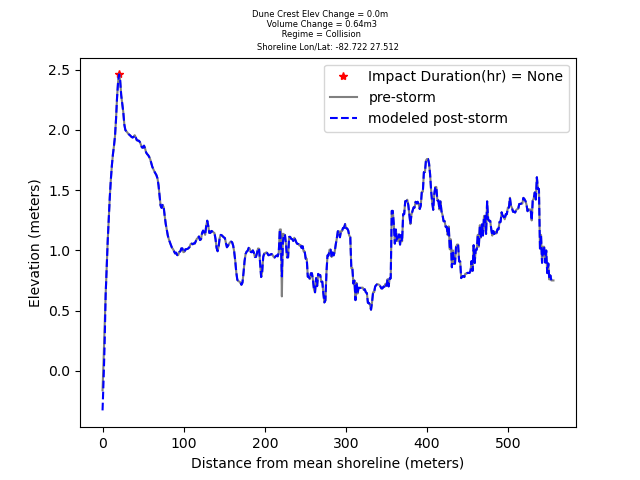 Dune Crest Elev Change = 0.0m
Volume Change = 0.64m3
Regime = Collision
Shoreline Lon/Lat: -82.722 27.512
Impact Duration(hr) = None
pre-storm
modeled post-storm
2.5
2.0
1.5
1.0
0.5
0.0
Elevation (meters)
0 100 200 300 400 500
Distance from mean shoreline (meters)